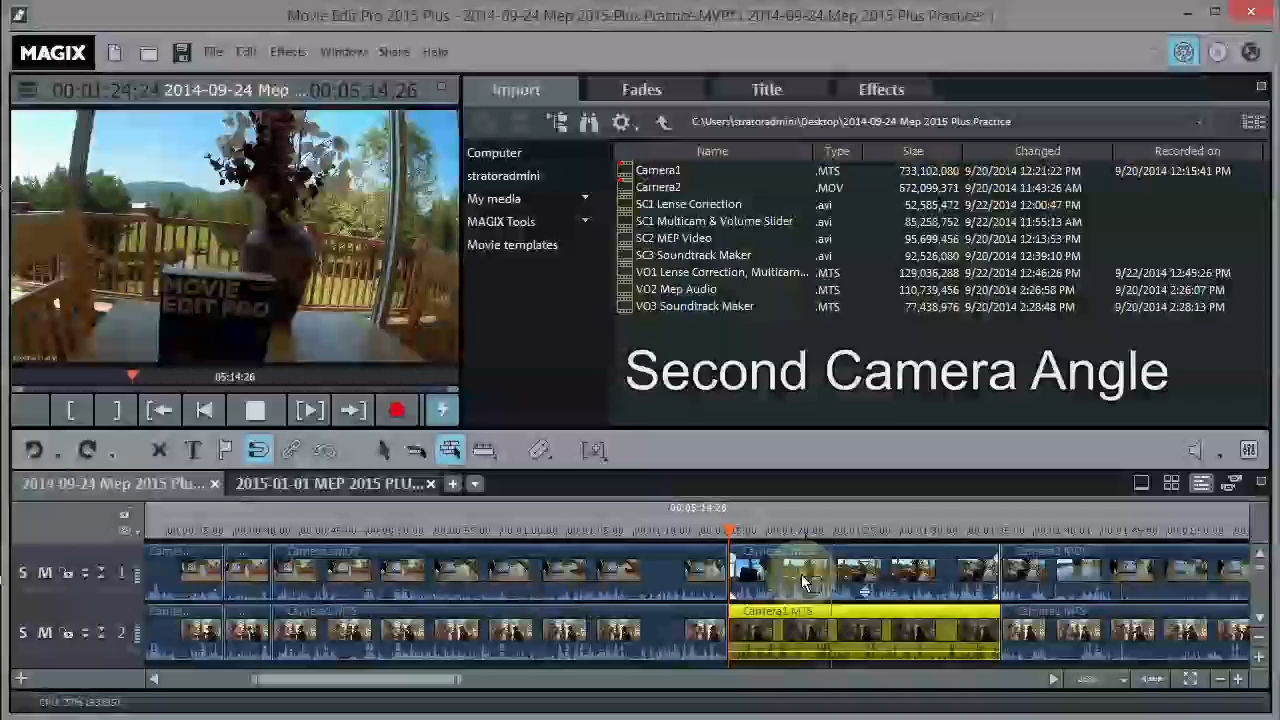 Movie Edit Pro 2015 Plus - 2014-09-24 Mep 2015 Plus Practice.MVP* : 2014-09-24 Mep 2015 Plus Practice
MAGIX File Edit Effects Window Share Help
00:01:24:24 2014-09-24 Mep ... 00:05:14,26
Import Fades Title Effects
C:\Users\stratoradmini\Desktop\2014-09-24 Mep 2015 Plus Practice
Computer
stratoradmini
My media
MAGIX Tools
Movie templates
Name Type Size Changed Recorded on
Camera1 .MTS 733,102,080 9/20/2014 12:21:22 PM 9/20/2014 12:15:41 PM
Camera2 .MOV 672,099,371 9/20/2014 11:43:26 AM
SC1 Lense Correction .avi 52,585,472 9/22/2014 12:00:47 PM
SC1 Multicam & Volume Slider .avi 85,258,752 9/20/2014 11:55:13 AM
SC2 MEP Video .avi 95,699,456 9/20/2014 12:13:53 PM
SC3 Soundtrack Maker .avi 92,526,080 9/20/2014 12:39:10 PM
VO1 Lense Correction, Multicam... .MTS 129,036,288 9/22/2014 12:46:26 PM 9/22/2014 12:45:26 PM
VO2 Mep Audio .MTS 110,739,456 9/20/2014 2:26:58 PM 9/20/2014 2:26:07 PM
VO3 Soundtrack Maker .MTS 77,438,976 9/20/2014 2:28:48 PM 9/20/2014 2:28:13 PM
MOVIE
EDIT PRO
Second Camera Angle
05:14:26
2014-09-24 Mep 2015 Plu... 2015-01-01 MEP 2015 PLU...
00:05:14:26
S M 1
Camera1.MTS
S M 2